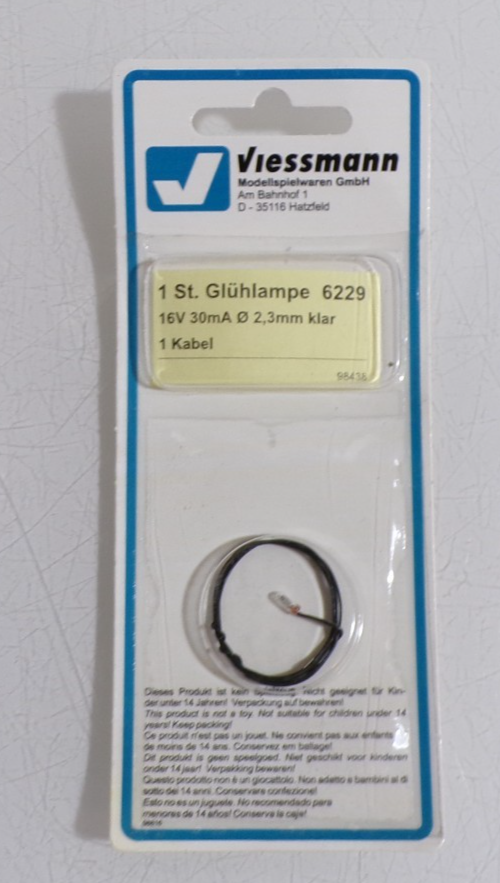 Viessmann
Modellspielwaren GmbH
Am Bahnhof 1
D - 35116 Hatzfeld
1 St. Glühlampe 6229
16V 30mA Ø 2,3mm klar
1 Kabel
98438
Dieses Produkt ist kein Spielzeug. nicht geeignet für Kin-
der unter 14 Jahren! Verpackung auf bewahren!
This product is not a toy. Not suitable for children under 14
years! Keep packing!
Ce produit n'est pas un jouet. Ne convient pas aux enfants
de moins de 14 ans. Conservez em ballage!
Dit produkt is geen speelgoed. Niet geschikt voor kinderen
onder 14 jaar! Verpakking bewaren!
Questo prodotto non è un giocattolo. Non adatto a bambini al di
sotto dei 14 anni. Conservare confezione!
Esto no es un juguete. No recomendado para
menores de 14 años! Conserva la caja!